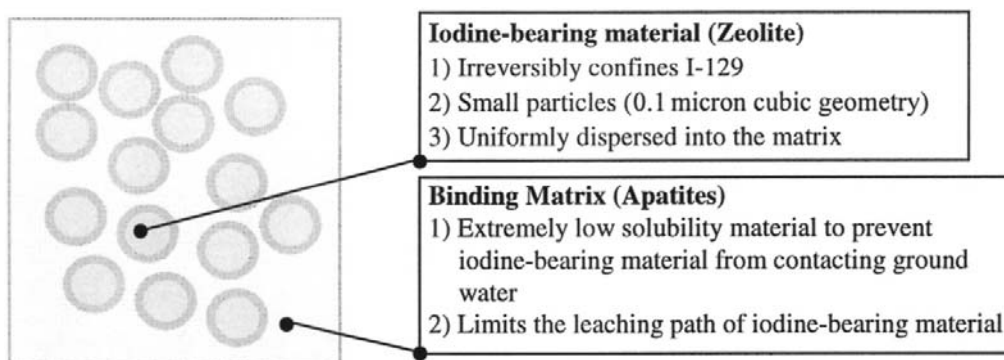 Iodine-bearing material (Zeolite)
1) Irreversibly confines I-129
2) Small particles (0.1 micron cubic geometry)
3) Uniformly dispersed into the matrix
Binding Matrix (Apatites)
1) Extremely low solubility material to prevent
iodine-bearing material from contacting ground
water
2) Limits the leaching path of iodine-bearing material